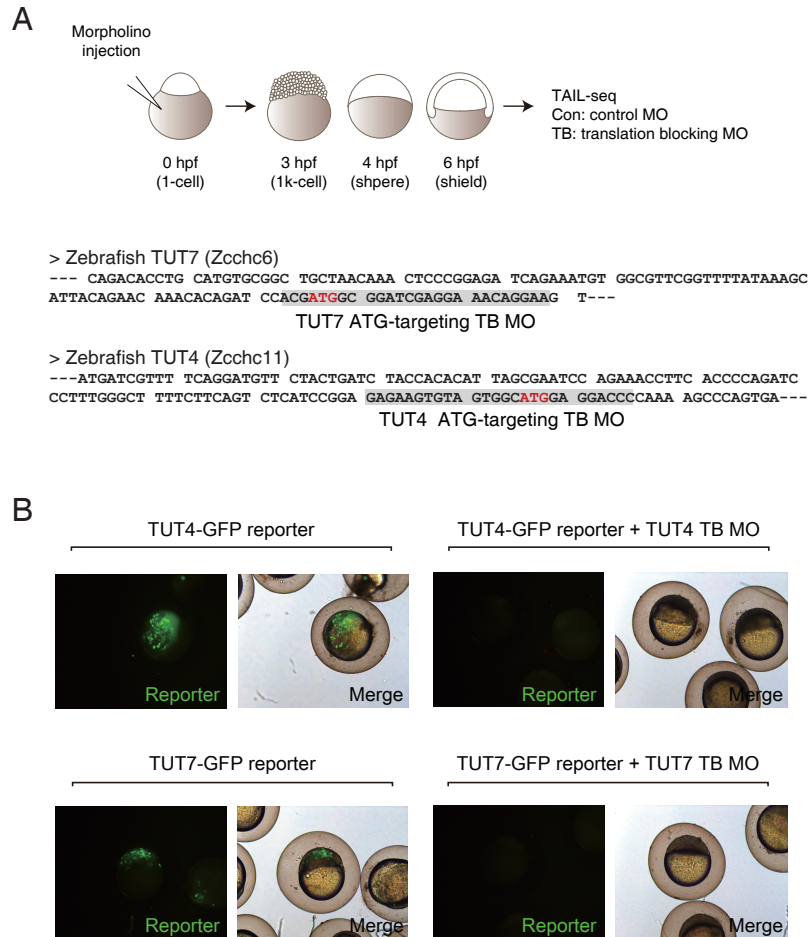 A
Morpholino
injection
0 hpf
(1-cell)
3 hpf
(1k-cell)
4 hpf
(shpere)
6 hpf
(shield)
TAIL-seq
Con: control MO
TB: translation blocking MO
> Zebrafish TUT7 (Zcchc6)
--- CAGACACCTG CATGTGCGGC TGCTAACAAA CTCCCGGAGA TCAGAAATGT GGCGTTCGGTTTTATAAAGC
ATTACAGAAC AAACACAGAT CCACGATGGC GGATCGAGGA AACAGGAAG T---
TUT7 ATG-targeting TB MO
> Zebrafish TUT4 (Zcchc11)
---ATGATCGTTT TCAGGATGTT CTACTGATC CTACCACACATT TAGCGAATCC AGAAACCTTC ACCCCAGATC
CCTTTGGGCT TTTCTTCAGT CTCATCCGGA GAGAAGTGTA GTGGCATGGA GGACCCCAAA AGCCCAGTGA---
TUT4 ATG-targeting TB MO
B
TUT4-GFP reporter
TUT4-GFP reporter + TUT4 TB MO
Reporter
Merge
Reporter
Merge
TUT7-GFP reporter
TUT7-GFP reporter + TUT7 TB MO
Reporter
Merge
Reporter
Merge